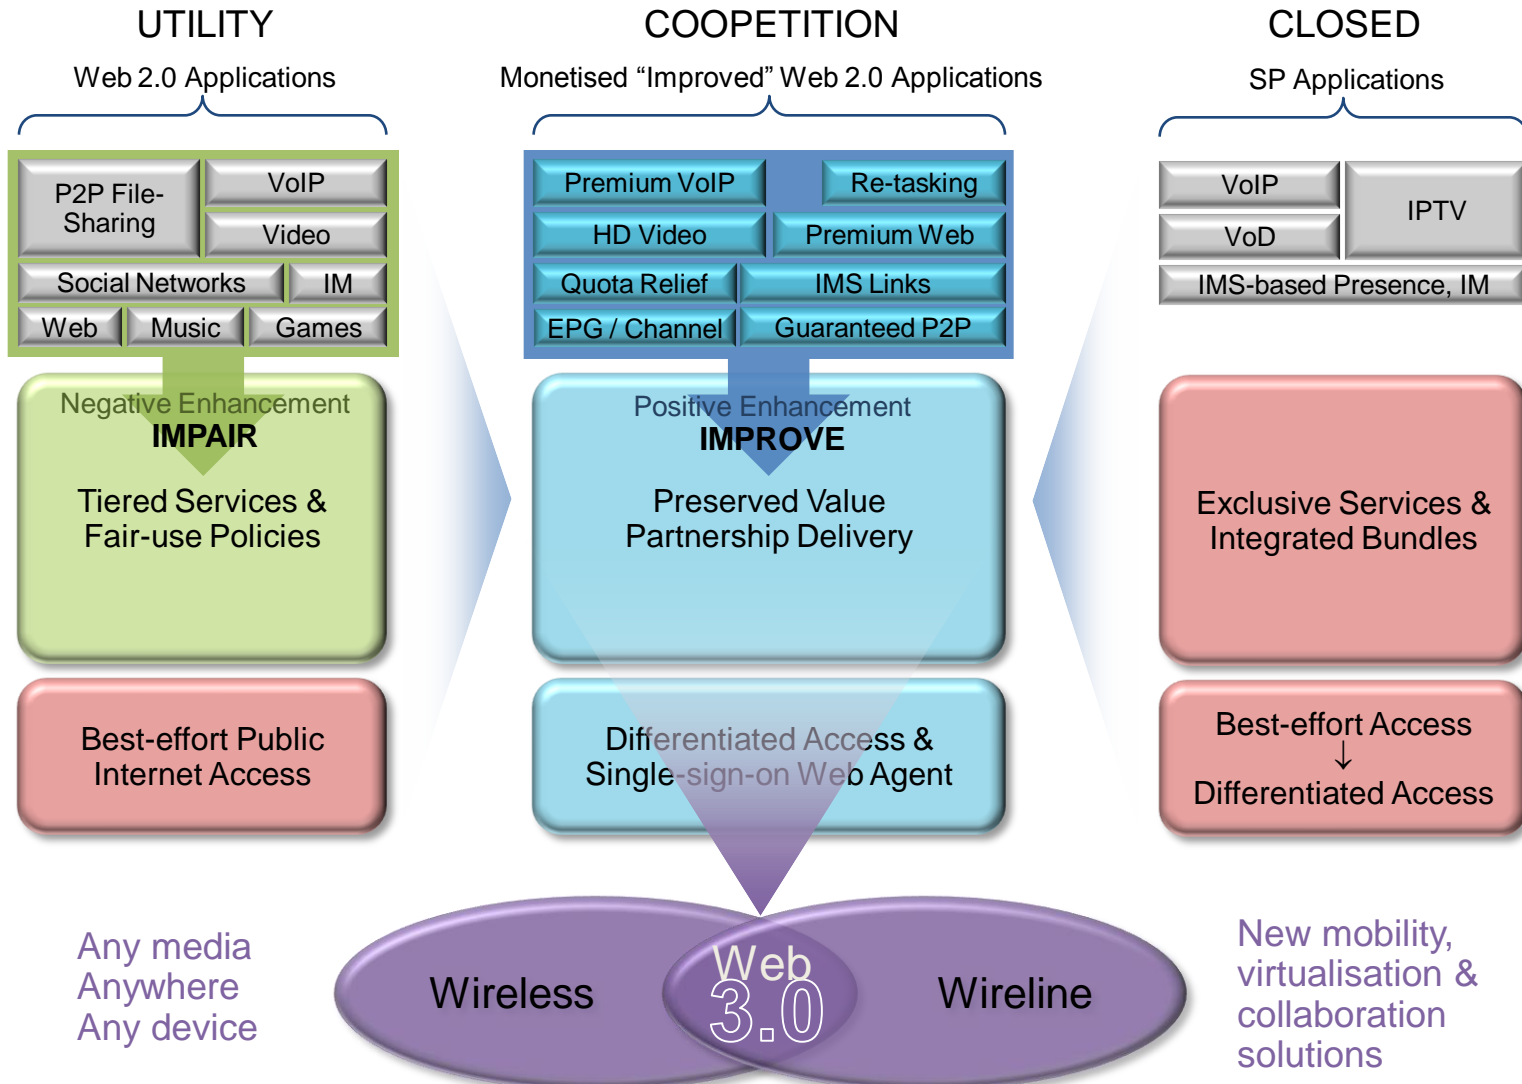 UTILITY
Web 2.0 Applications
P2P File-
Sharing
VoIP
Video
Social Networks
IM
Web
Music
Games
Negative Enhancement
IMPAIR
Tiered Services &
Fair-use Policies
Best-effort Public
Internet Access
COOPETITION
Monetised “Improved” Web 2.0 Applications
Premium VoIP
Re-tasking
HD Video
Premium Web
Quota Relief
IMS Links
EPG / Channel
Guaranteed P2P
Positive Enhancement
IMPROVE
Preserved Value
Partnership Delivery
Differentiated Access &
Single-sign-on Web Agent
CLOSED
SP Applications
VoIP
VoD
IPTV
IMS-based Presence, IM
Exclusive Services &
Integrated Bundles
Best-effort Access
↓
Differentiated Access
Any media
Anywhere
Any device
Wireless
Web
3.0
Wireline
New mobility,
virtualisation &
collaboration
solutions